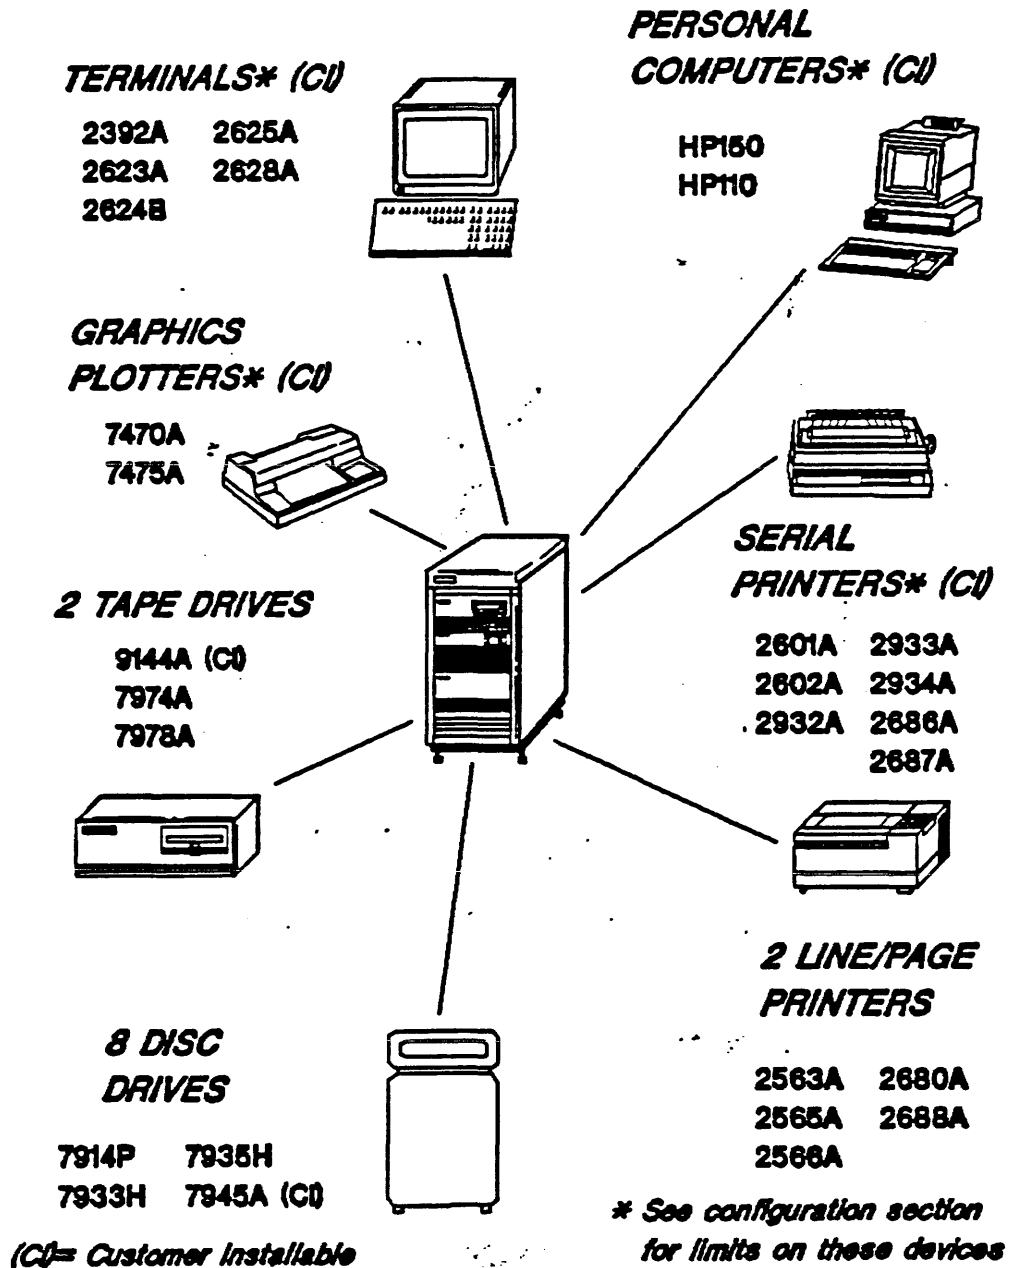 TERMINALS* (CI)
2392A 2625A
2623A 2628A
2624B
PERSONAL
COMPUTERS* (CI)
HP150
HP110
GRAPHICS
PLOTTERS* (CI)
7470A
7475A
SERIAL
PRINTERS* (CI)
2601A 2933A
2602A 2934A
2932A 2686A
2687A
2 TAPE DRIVES
9144A (CI)
7974A
7978A
2 LINE/PAGE
PRINTERS
2563A 2680A
2565A 2688A
2566A
8 DISC
DRIVES
7914P 7935H
7933H 7945A (CI)
(CI)= Customer Installable
* See configuration section
for limits on these devices